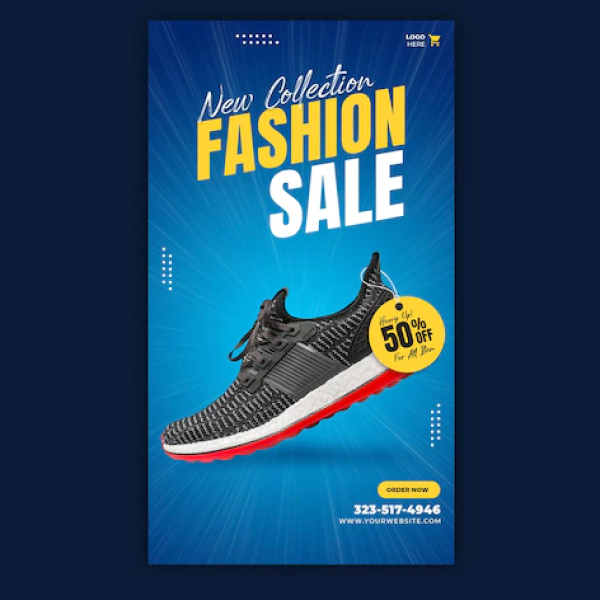 LOGO
HERE
New Collection
FASHION
SALE
Hurry Up!
50% OFF
For All Item
ORDER NOW
323-517-4946
WWW.YOURWEBSITE.COM